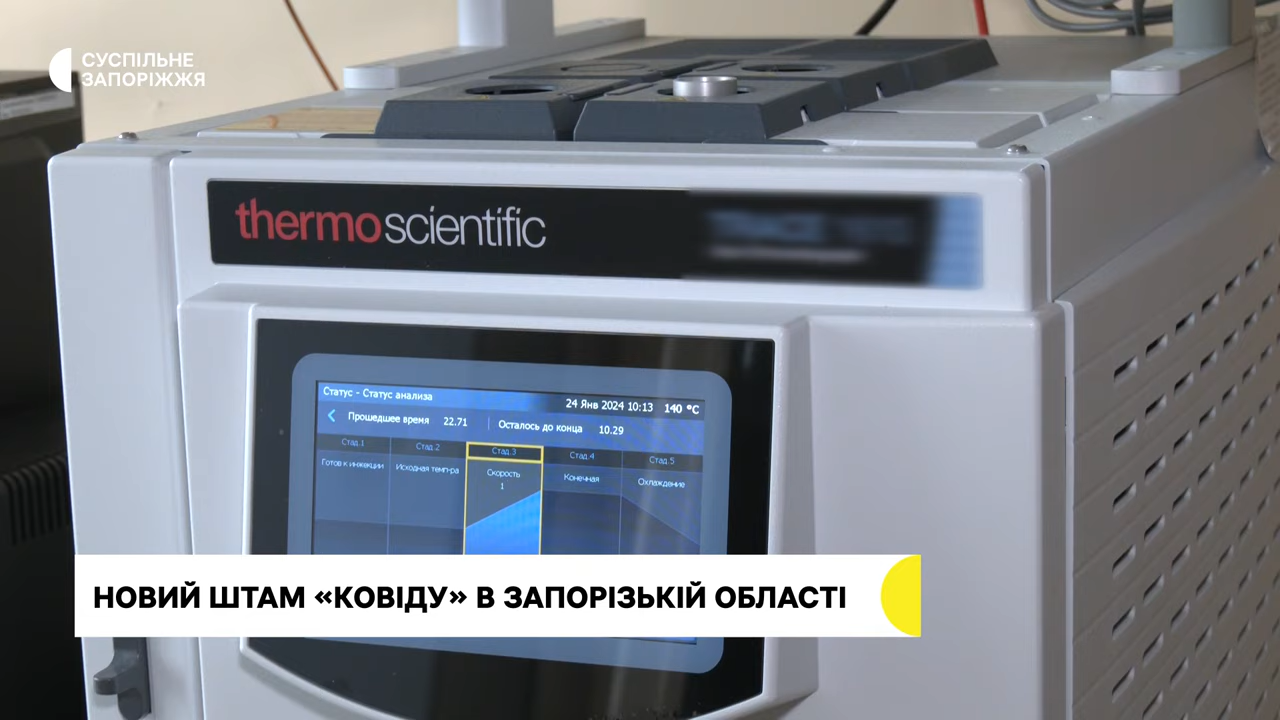 СУСПІЛЬНЕ
ЗАПОРІЖЖЯ
thermo scientific
Статус - Статус анализа
24 Янв 2024 10:13 140 °C
Прошедшее время 22.71 Осталось до конца 10.29
Стад.1 Стад.2 Стад.3 Стад.4 Стад.5
Готов к инжекции Исходная темп-ра Скорость Конечная Охлаждение
1
НОВИЙ ШТАМ «КОВІДУ» В ЗАПОРІЗЬКІЙ ОБЛАСТІ